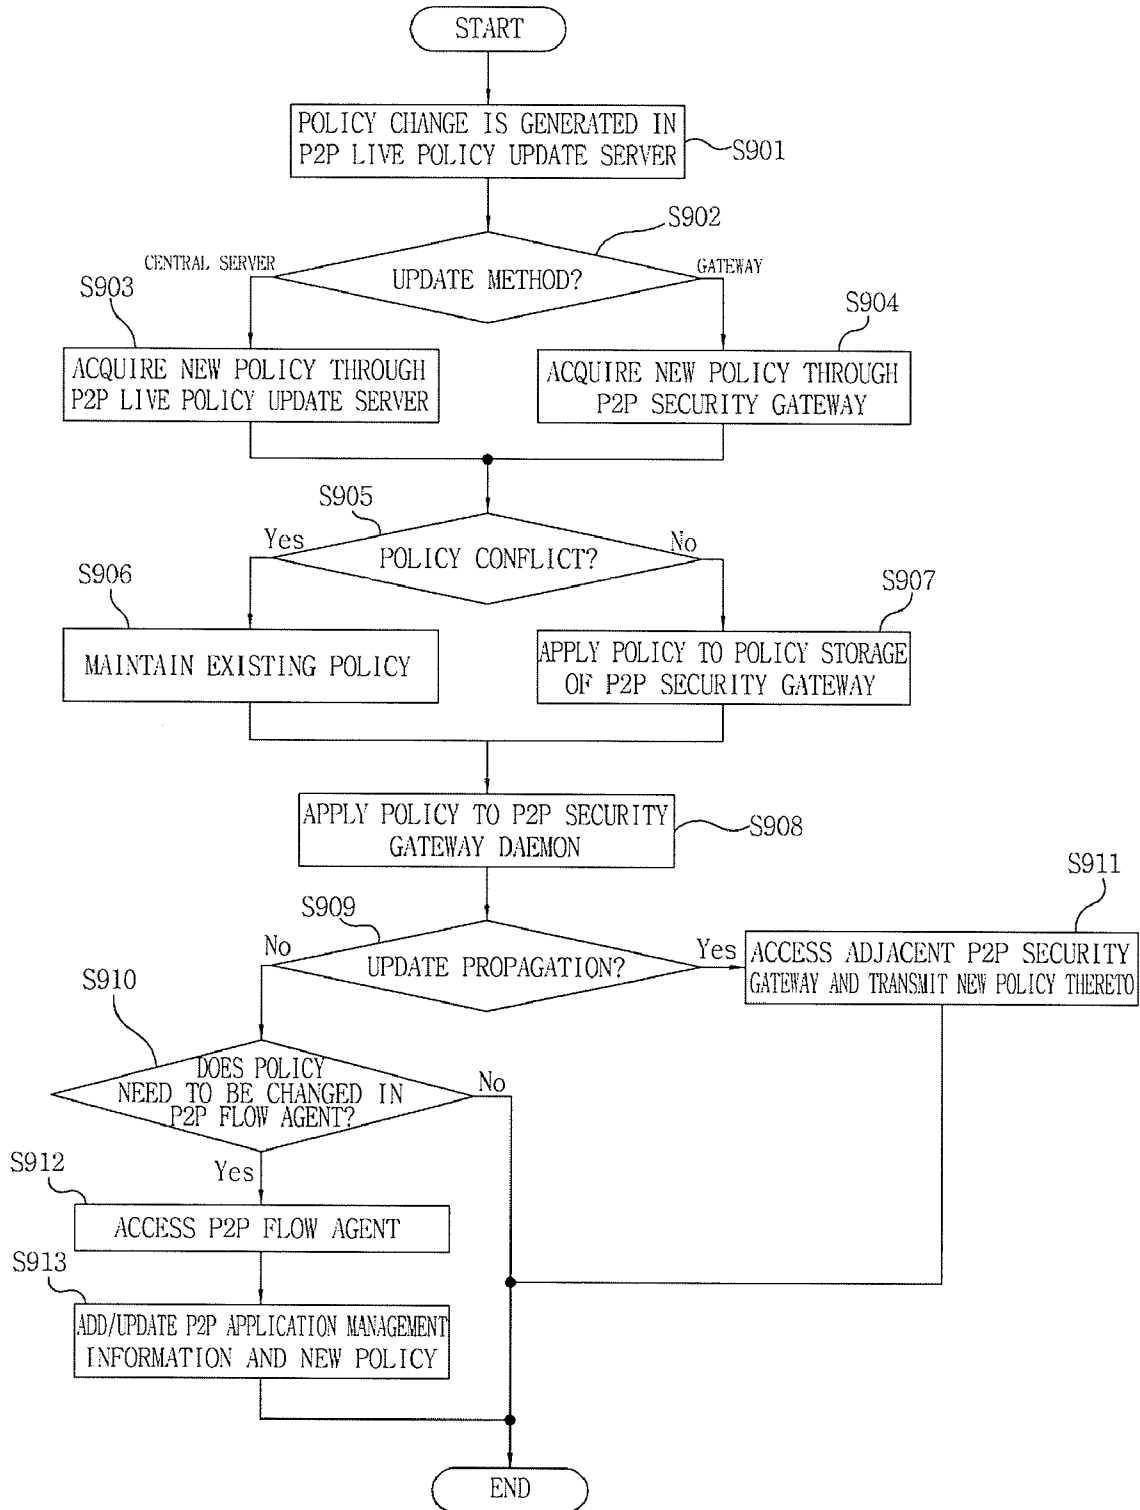 START
POLICY CHANGE IS GENERATED IN
P2P LIVE POLICY UPDATE SERVER
S901
S902
CENTRAL SERVER
UPDATE METHOD?
GATEWAY
S903
S904
ACQUIRE NEW POLICY THROUGH
P2P LIVE POLICY UPDATE SERVER
ACQUIRE NEW POLICY THROUGH
P2P SECURITY GATEWAY
S905
Yes
POLICY CONFLICT?
No
S906
S907
MAINTAIN EXISTING POLICY
APPLY POLICY TO POLICY STORAGE
OF P2P SECURITY GATEWAY
APPLY POLICY TO P2P SECURITY
GATEWAY DAEMON
S908
S909
No
UPDATE PROPAGATION?
Yes
S911
ACCESS ADJACENT P2P SECURITY
GATEWAY AND TRANSMIT NEW POLICY THERETO
S910
DOES POLICY
NEED TO BE CHANGED IN
P2P FLOW AGENT?
No
Yes
S912
ACCESS P2P FLOW AGENT
S913
ADD/UPDATE P2P APPLICATION MANAGEMENT
INFORMATION AND NEW POLICY
END